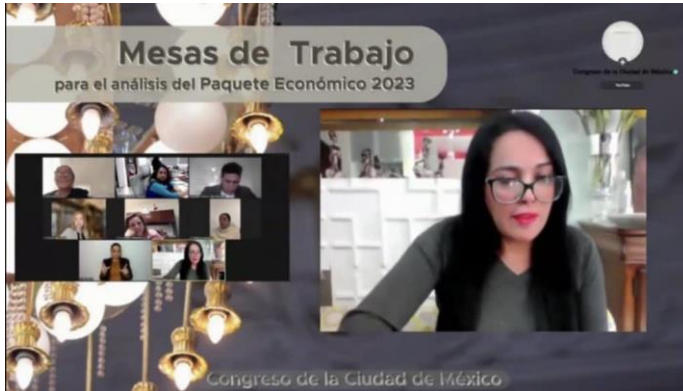 Mesas de Trabajo
para el análisis del Paquete Económico 2023
Congreso de la Ciudad de México
YouTube
Congreso de la Ciudad de México